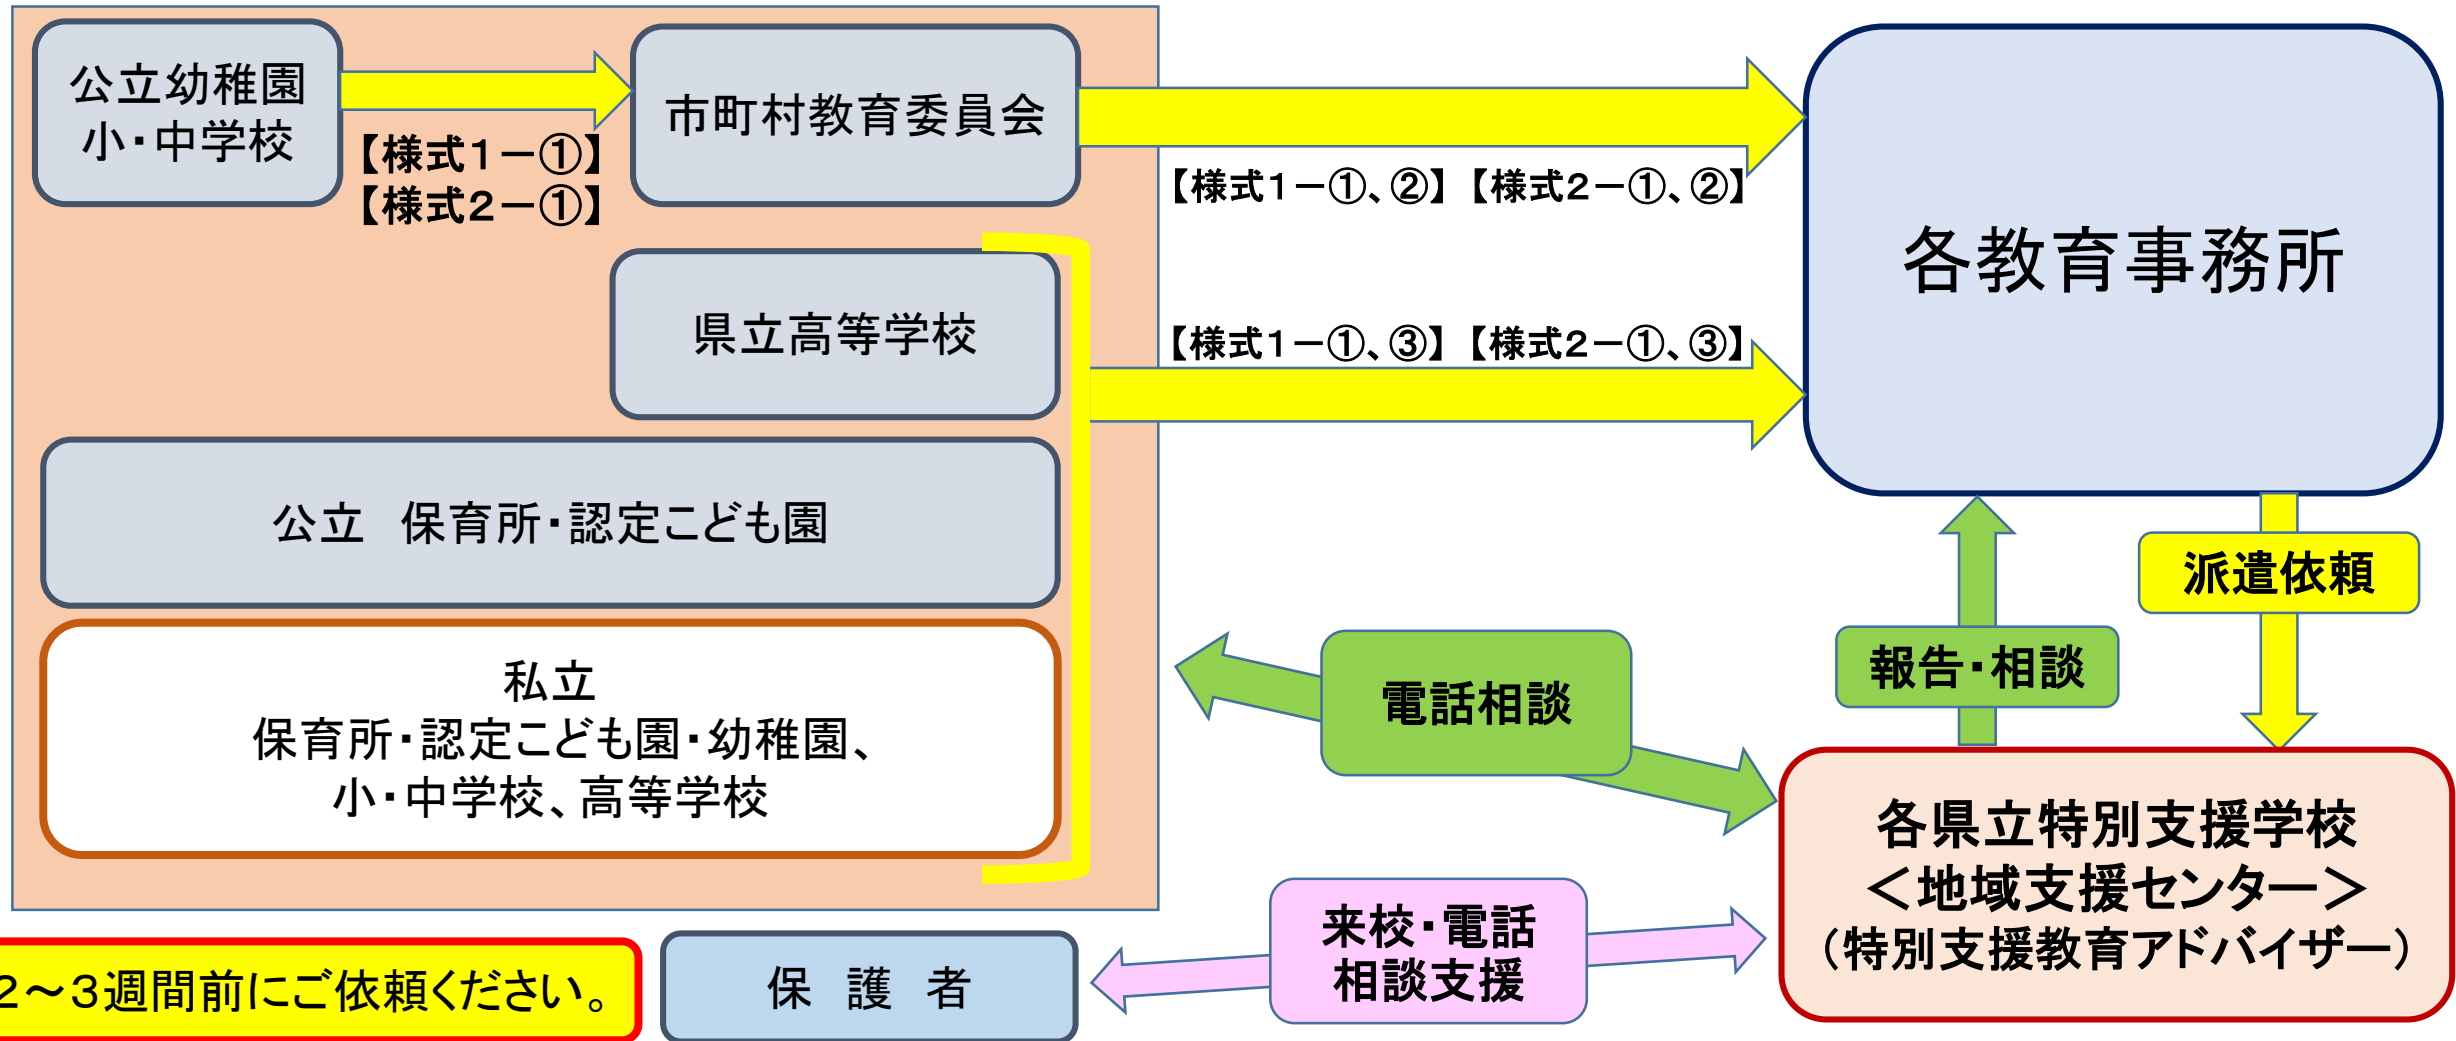 公立幼稚園
小・中学校
【様式１－①】
【様式２－①】
市町村教育委員会
【様式１－①、②】　【様式２－①、②】
各教育事務所
県立高等学校
【様式１－①、③】　【様式２－①、③】
公立　保育所・認定こども園
私立
保育所・認定こども園・幼稚園、
小・中学校、高等学校
派遣依頼
報告・相談
電話相談
各県立特別支援学校
＜地域支援センター＞
（特別支援教育アドバイザー）
来校・電話
相談支援
保　護　者
２～３週間前にご依頼ください。